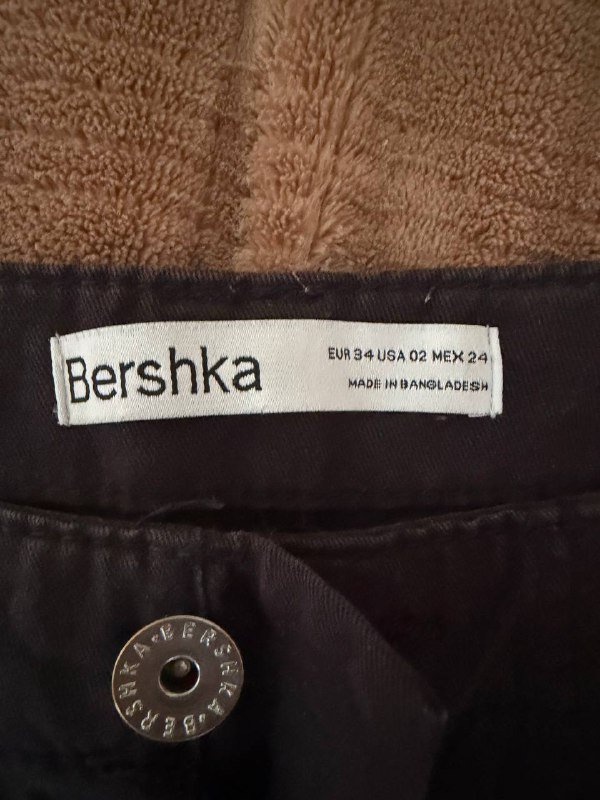 Bershka
EUR 34 USA 02 MEX 24
MADE IN BANGLADESH
BERSHKA•BERSHKA•